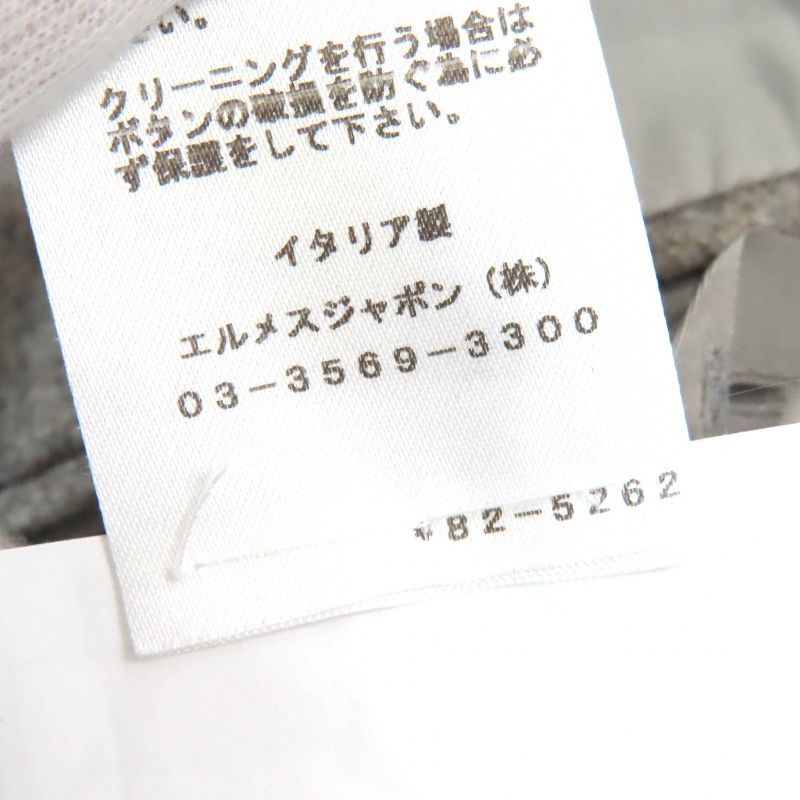 さい。
クリーニングを行う場合は
ボタンの破損を防ぐ為に必
ず保護をして下さい。
イタリア製
エルメスジャポン（株）
03-3569-3300
82-5262